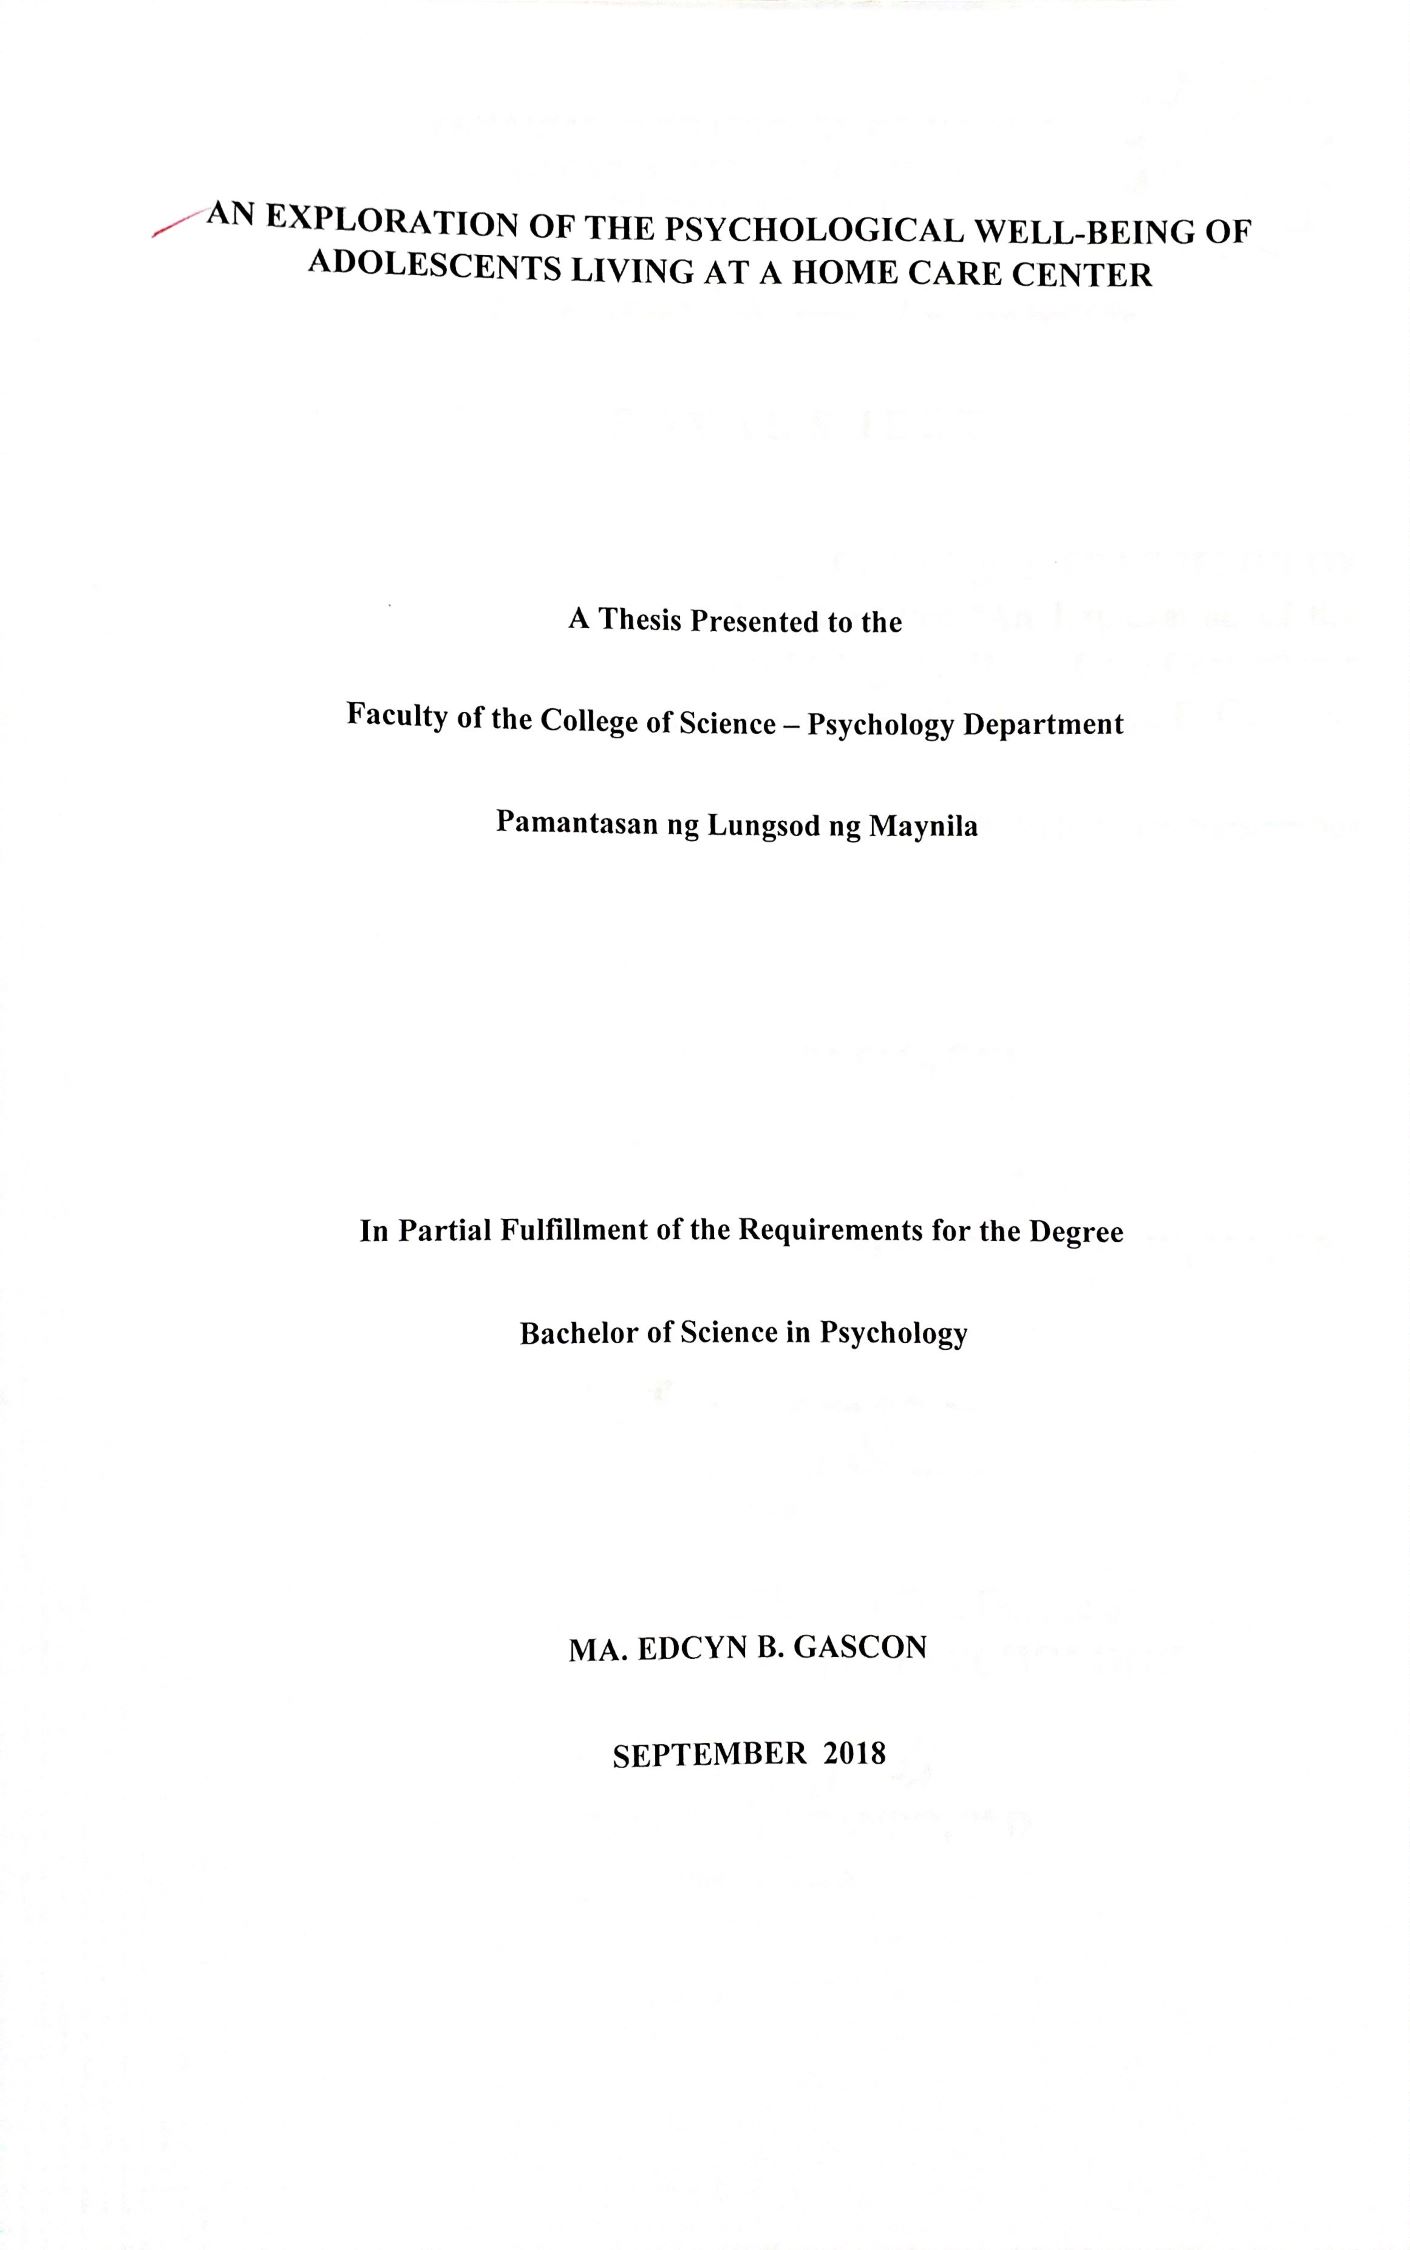 AN EXPLORATION OF THE PSYCHOLOGICAL WELL-BEING OF
ADOLESCENTS LIVING AT A HOME CARE CENTER
A Thesis Presented to the
Faculty of the College of Science – Psychology Department
Pamantasan ng Lungsod ng Maynila
In Partial Fulfillment of the Requirements for the Degree
Bachelor of Science in Psychology
MA. EDCYN B. GASCON
SEPTEMBER 2018